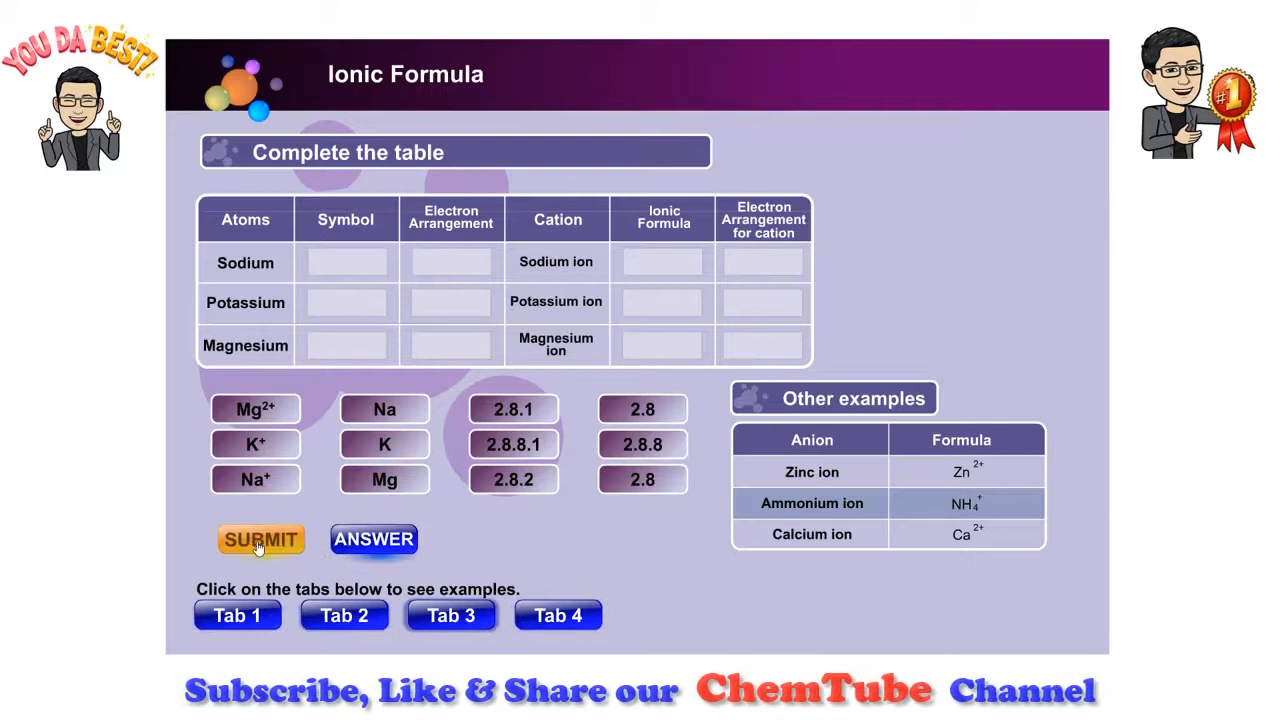 YOU DA BEST!
#1
Ionic Formula
Complete the table
Atoms Symbol Electron Arrangement Cation Ionic Formula Electron Arrangement for cation
Sodium Sodium ion
Potassium Potassium ion
Magnesium Magnesium ion
Mg²⁺ Na 2.8.1 2.8
K⁺ K 2.8.8.1 2.8.8
Na⁺ Mg 2.8.2 2.8
Other examples
Anion Formula
Zinc ion Zn²⁺
Ammonium ion NH₄⁺
Calcium ion Ca²⁺
SUBMIT ANSWER
Click on the tabs below to see examples.
Tab 1 Tab 2 Tab 3 Tab 4
Subscribe, Like & Share our ChemTube Channel